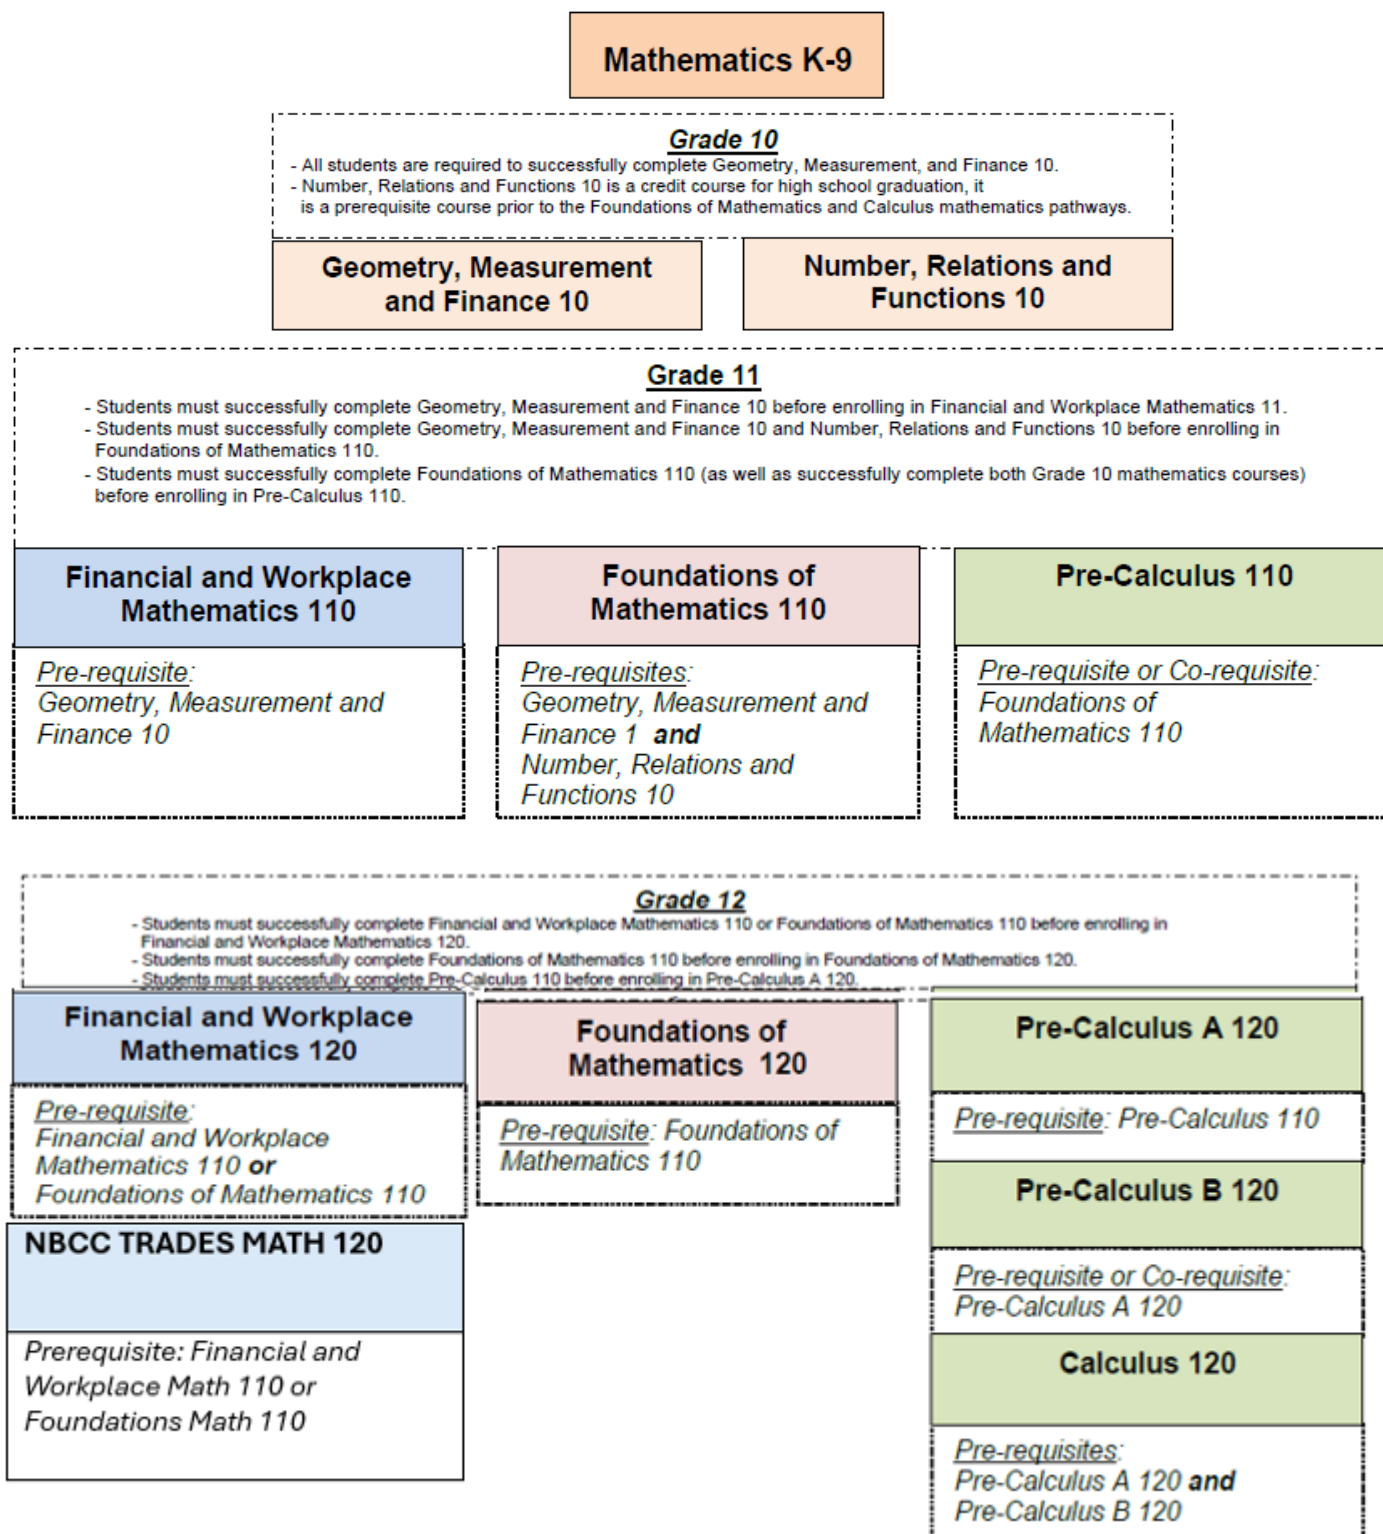 Mathematics K-9
Grade 10
- All students are required to successfully complete Geometry, Measurement, and Finance 10.
- Number, Relations and Functions 10 is a credit course for high school graduation, it
is a prerequisite course prior to the Foundations of Mathematics and Calculus mathematics pathways.
Geometry, Measurement
and Finance 10
Number, Relations and
Functions 10
Grade 11
- Students must successfully complete Geometry, Measurement and Finance 10 before enrolling in Financial and Workplace Mathematics 11.
- Students must successfully complete Geometry, Measurement and Finance 10 and Number, Relations and Functions 10 before enrolling in
Foundations of Mathematics 110.
- Students must successfully complete Foundations of Mathematics 110 (as well as successfully complete both Grade 10 mathematics courses)
before enrolling in Pre-Calculus 110.
Financial and Workplace
Mathematics 110
Pre-requisite:
Geometry, Measurement and
Finance 10
Foundations of
Mathematics 110
Pre-requisites:
Geometry, Measurement and
Finance 1 and
Number, Relations and
Functions 10
Pre-Calculus 110
Pre-requisite or Co-requisite:
Foundations of
Mathematics 110
Grade 12
- Students must successfully complete Financial and Workplace Mathematics 110 or Foundations of Mathematics 110 before enrolling in
Financial and Workplace Mathematics 120.
- Students must successfully complete Foundations of Mathematics 110 before enrolling in Foundations of Mathematics 120.
- Students must successfully complete Pre-Calculus 110 before enrolling in Pre-Calculus A 120.
Financial and Workplace
Mathematics 120
Pre-requisite:
Financial and Workplace
Mathematics 110 or
Foundations of Mathematics 110
NBCC TRADES MATH 120
Prerequisite: Financial and
Workplace Math 110 or
Foundations Math 110
Foundations of
Mathematics 120
Pre-requisite: Foundations of
Mathematics 110
Pre-Calculus A 120
Pre-requisite: Pre-Calculus 110
Pre-Calculus B 120
Pre-requisite or Co-requisite:
Pre-Calculus A 120
Calculus 120
Pre-requisites:
Pre-Calculus A 120 and
Pre-Calculus B 120